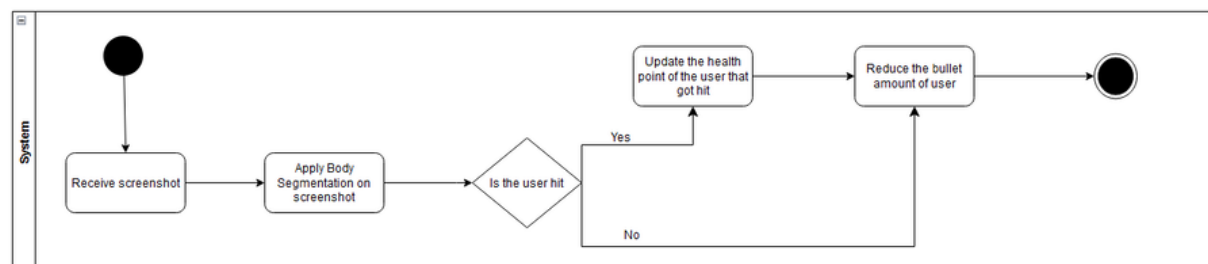 System
Receive screenshot
Apply Body
Segmentation on
screenshot
Is the user hit
Yes
No
Update the health
point of the user that
got hit
Reduce the bullet
amount of user